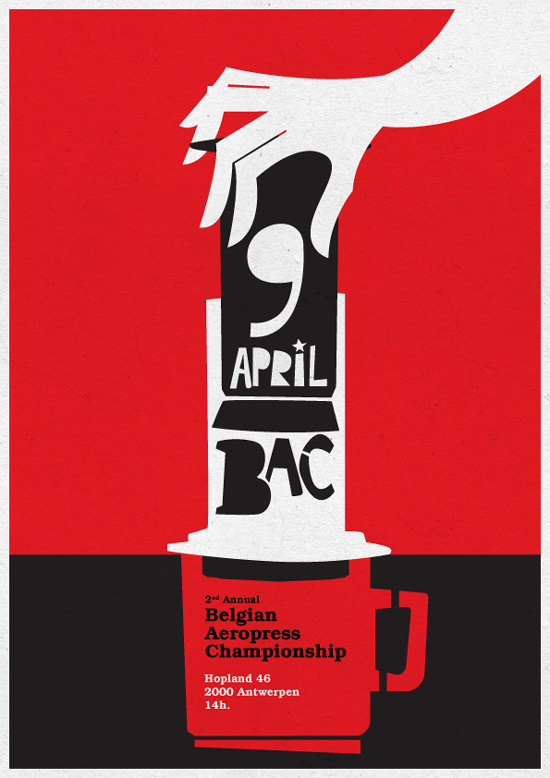 9
APRiL
BAC
2nd Annual
Belgian
Aeropress
Championship
Hopland 46
2000 Antwerpen
14h.